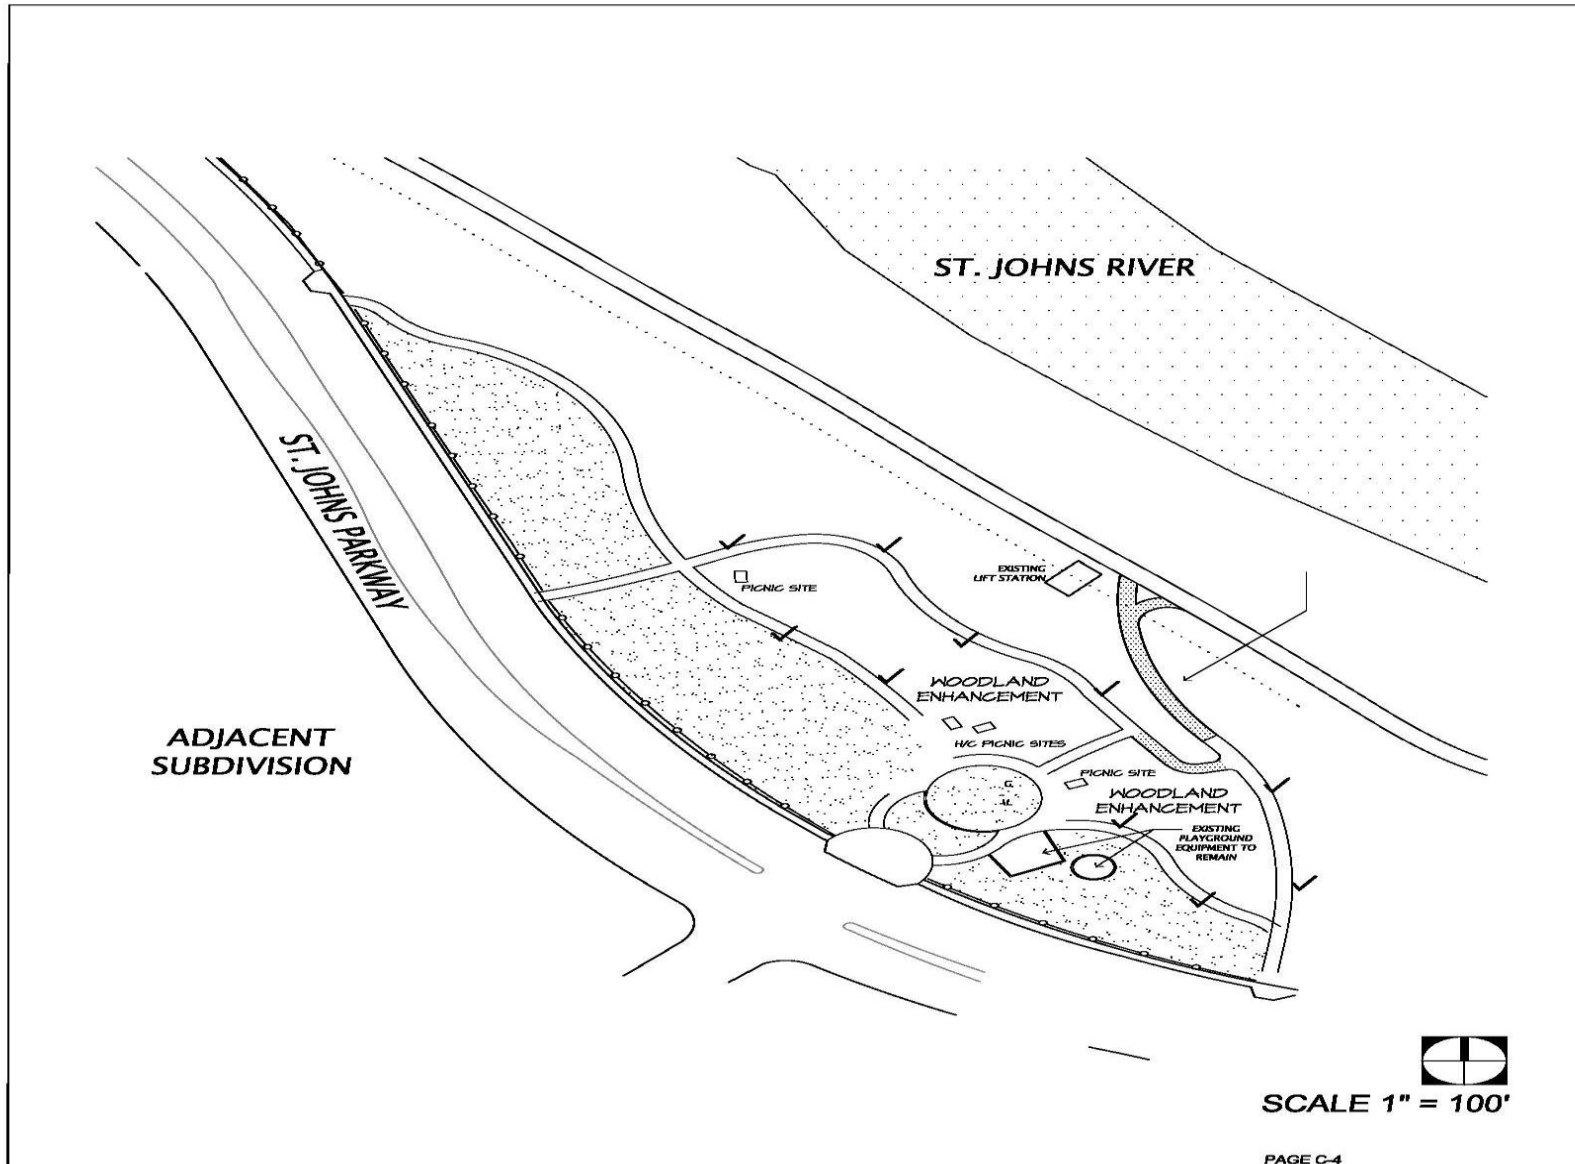 ST. JOHNS RIVER
ST. JOHNS PARKWAY
EXISTING
LIFT STATION
PICNIC SITE
WOODLAND
ENHANCEMENT
H/C PICNIC SITES
ADJACENT
SUBDIVISION
PICNIC SITE
WOODLAND
ENHANCEMENT
EXISTING
PLAYGROUND
EQUIPMENT TO
REMAIN
SCALE 1" = 100'
PAGE C-4